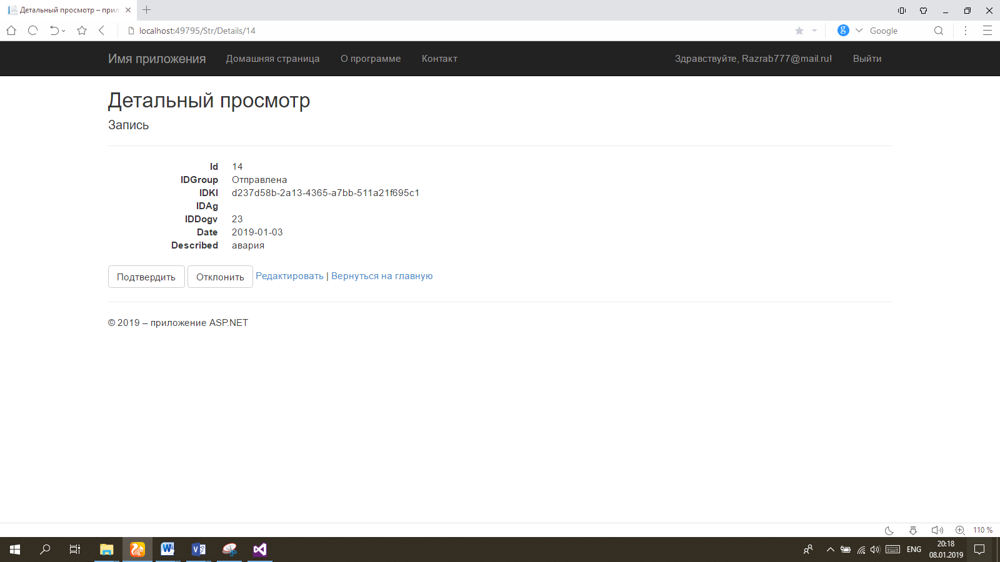 Детальный просмотр – прил
localhost:49795/Str/Details/14
Google
Имя приложения Домашняя страница О программе Контакт Здравствуйте, Razrab777@mail.ru! Выйти
Детальный просмотр
Запись
Id 14
IDGroup Отправлена
IDKl d237d58b-2a13-4365-a7bb-511a21f695c1
IDAg
IDDogv 23
Date 2019-01-03
Described авария
Подтвердить Отклонить Редактировать | Вернуться на главную
© 2019 – приложение ASP.NET
110 %
ENG
20:18
08.01.2019